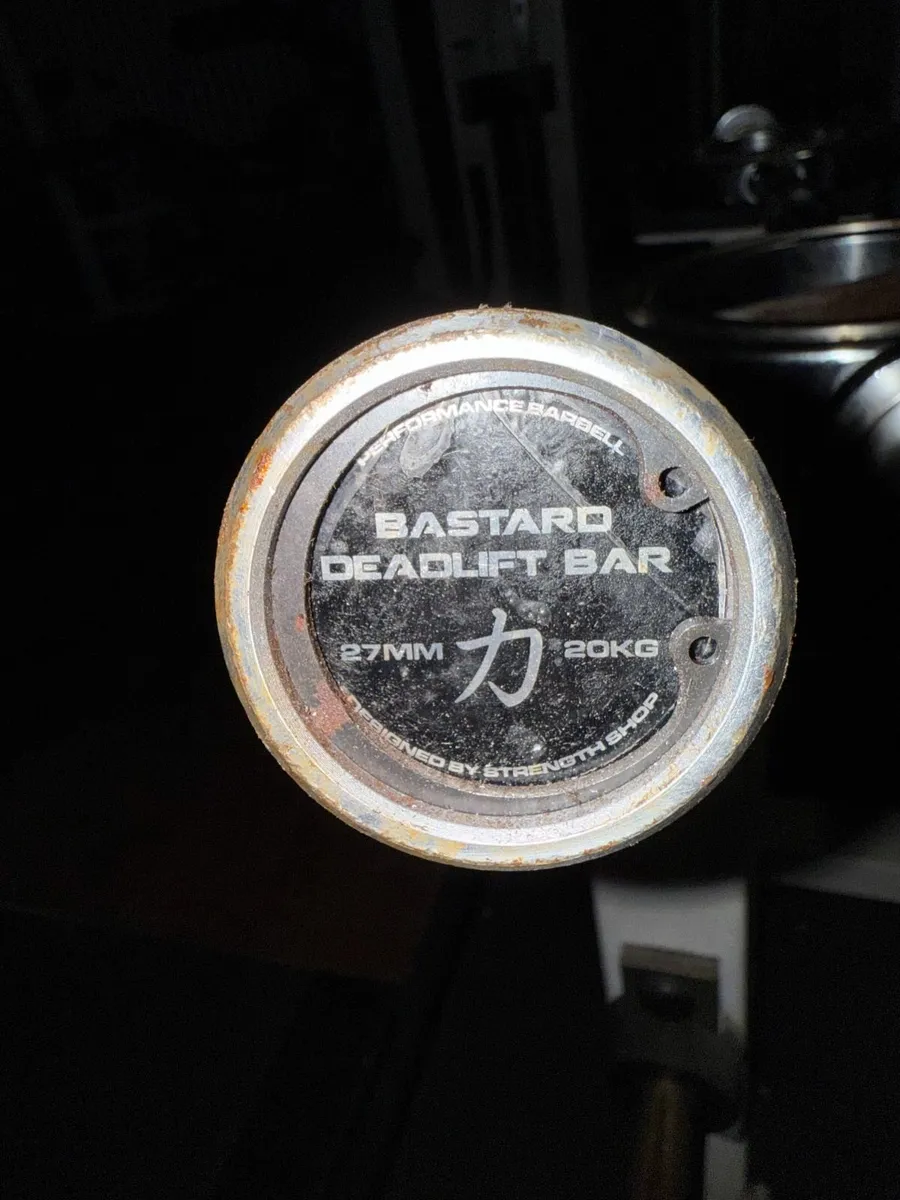 PERFORMANCE BARBELL
BASTARD
DEADLIFT BAR
27MM 力 20KG
DESIGNED BY STRENGTH SHOP